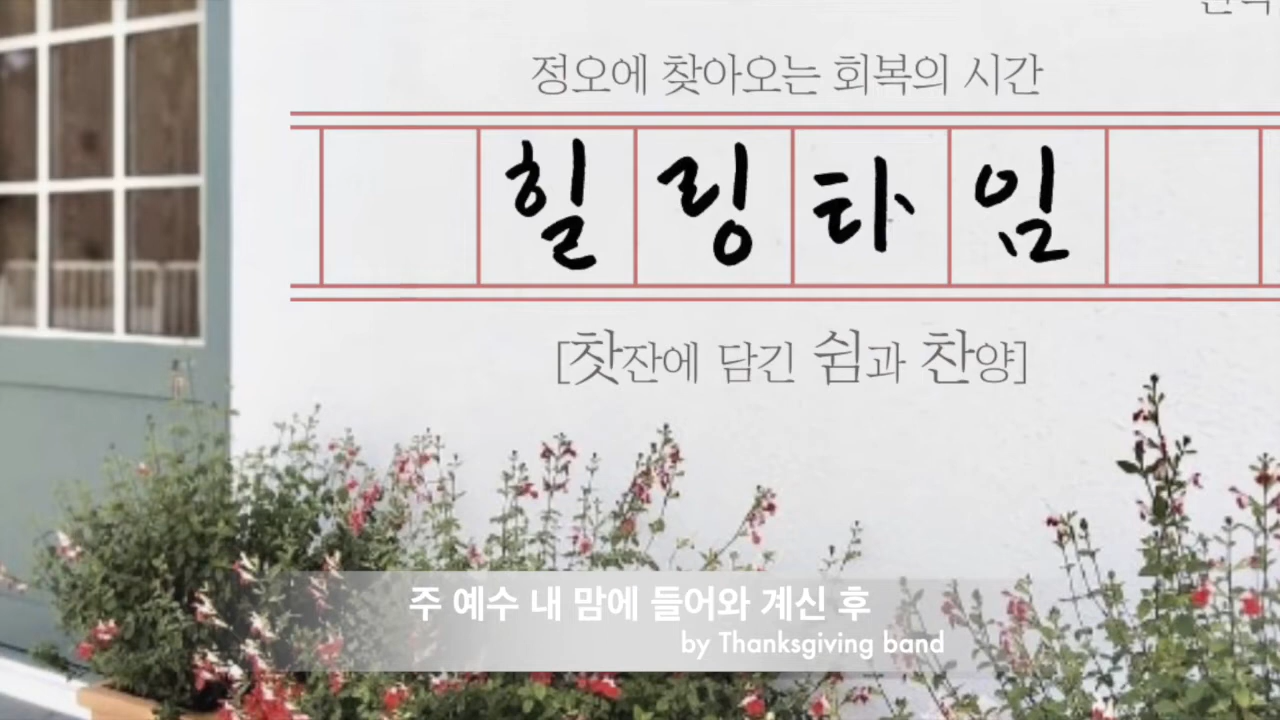 정오에 찾아오는 회복의 시간
힐링타임
[찻잔에 담긴 쉼과 찬양]
주 예수 내 맘에 들어와 계신 후
by Thanksgiving band